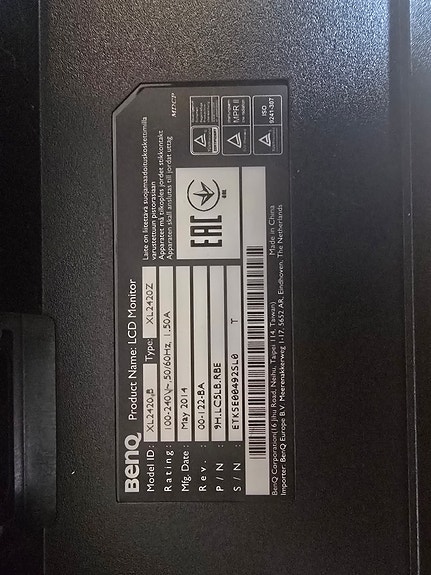 BenQ
Product Name: LCD Monitor
Model ID: XL2420-B Type: XL2420Z
Rating: 100-240V~,50/60Hz, 1.50A
Mfg. Date: May 2014
Rev.: 00-122-BA
P / N : 9H.LC5LB.RBE
S / N : ETK5E00492SL0 T
BenQ Corporation(16 Jihu Road, Neihu, Taipei 114, Taiwan) Made in China
Importer: BenQ Europe B.V. Meerenakkerweg 1-17, 5652 AR, Eindhoven, The Netherlands
Laite on liitettävä suojamaadoituskoskettimilla
varustettuun pistorasiaan
Apparatet må tilkoples jordet stikkontakt
Apparaten skall anslutas till jordat uttag
EAC
MPR II
ISO
9241-307